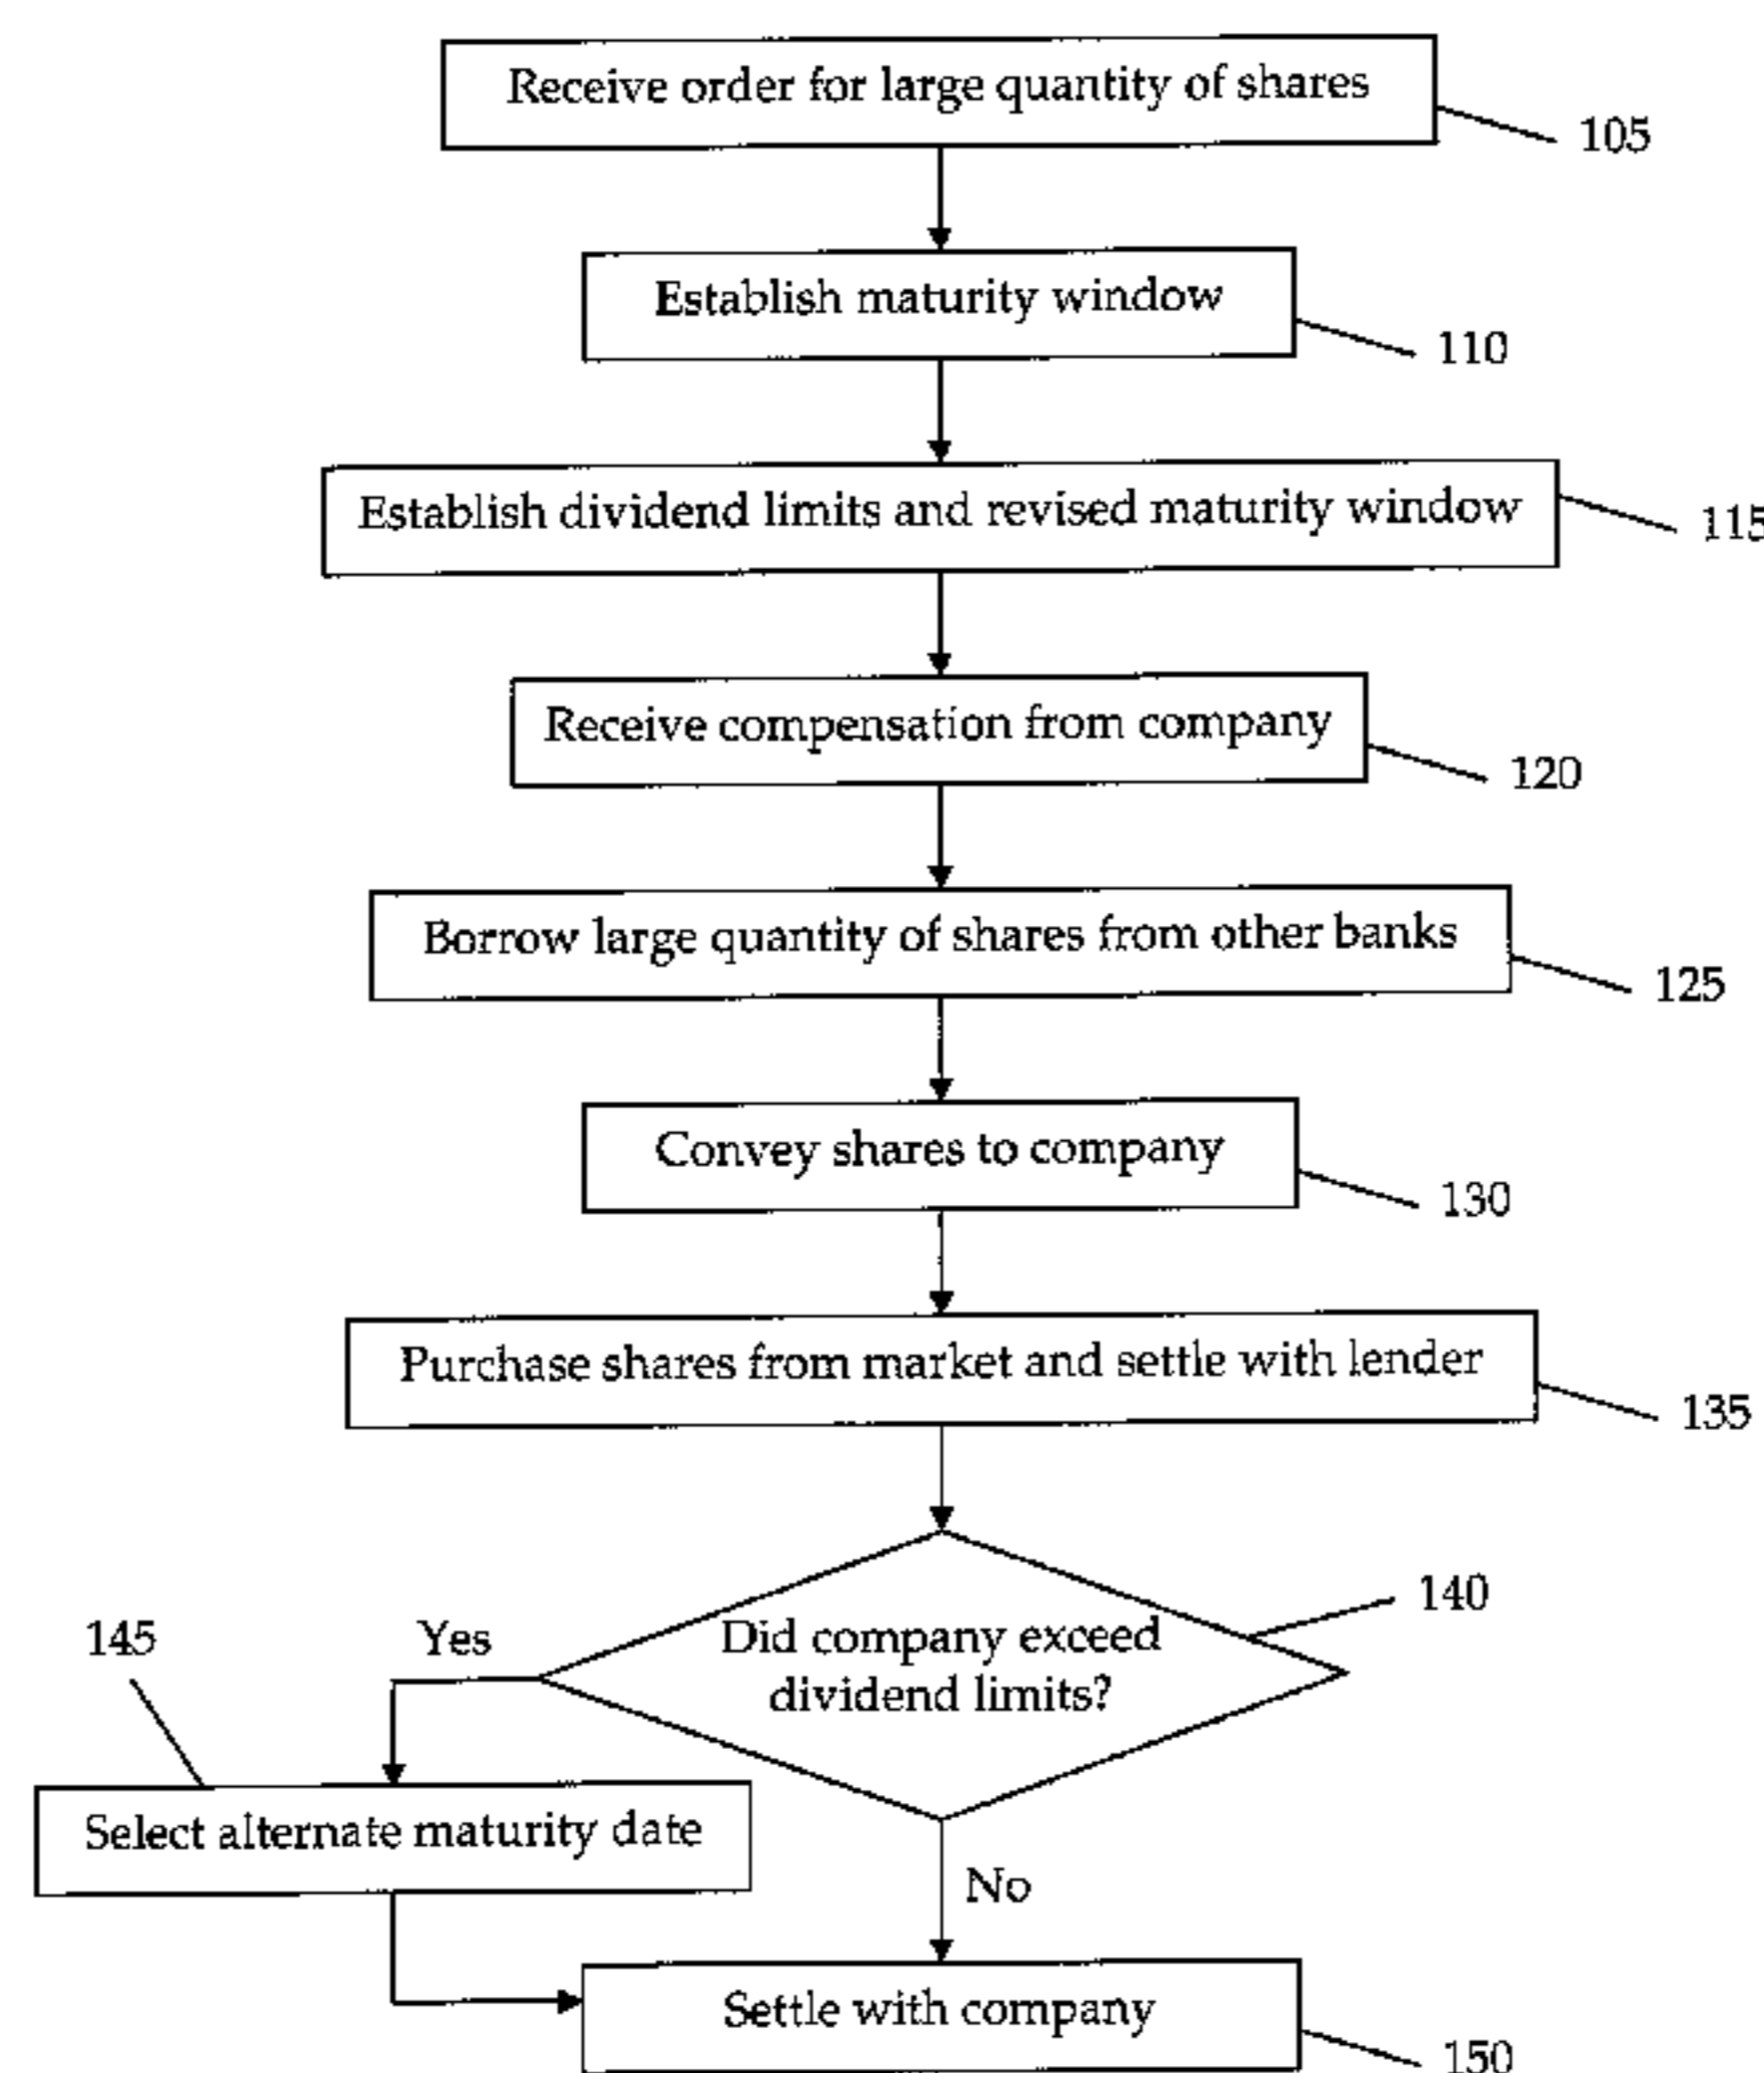 Receive order for large quantity of shares
105
Establish maturity window
110
Establish dividend limits and revised maturity window
115
Receive compensation from company
120
Borrow large quantity of shares from other banks
125
Convey shares to company
130
Purchase shares from market and settle with lender
135
140
145
Yes
Did company exceed
dividend limits?
Select alternate maturity date
No
Settle with company
150